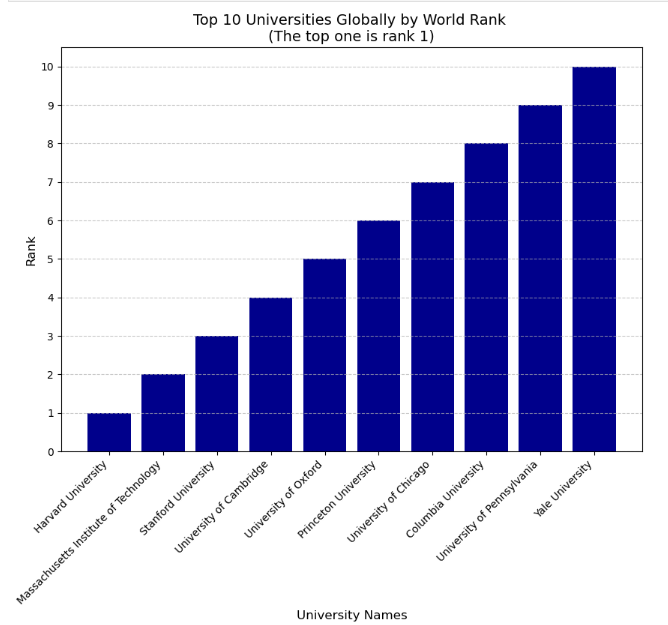 Top 10 Universities Globally by World Rank
(The top one is rank 1)
10
9
8
7
6
5
4
3
2
1
0
Rank
Harvard University
Massachusetts Institute of Technology
Stanford University
University of Cambridge
University of Oxford
Princeton University
University of Chicago
Columbia University
University of Pennsylvania
Yale University
University Names